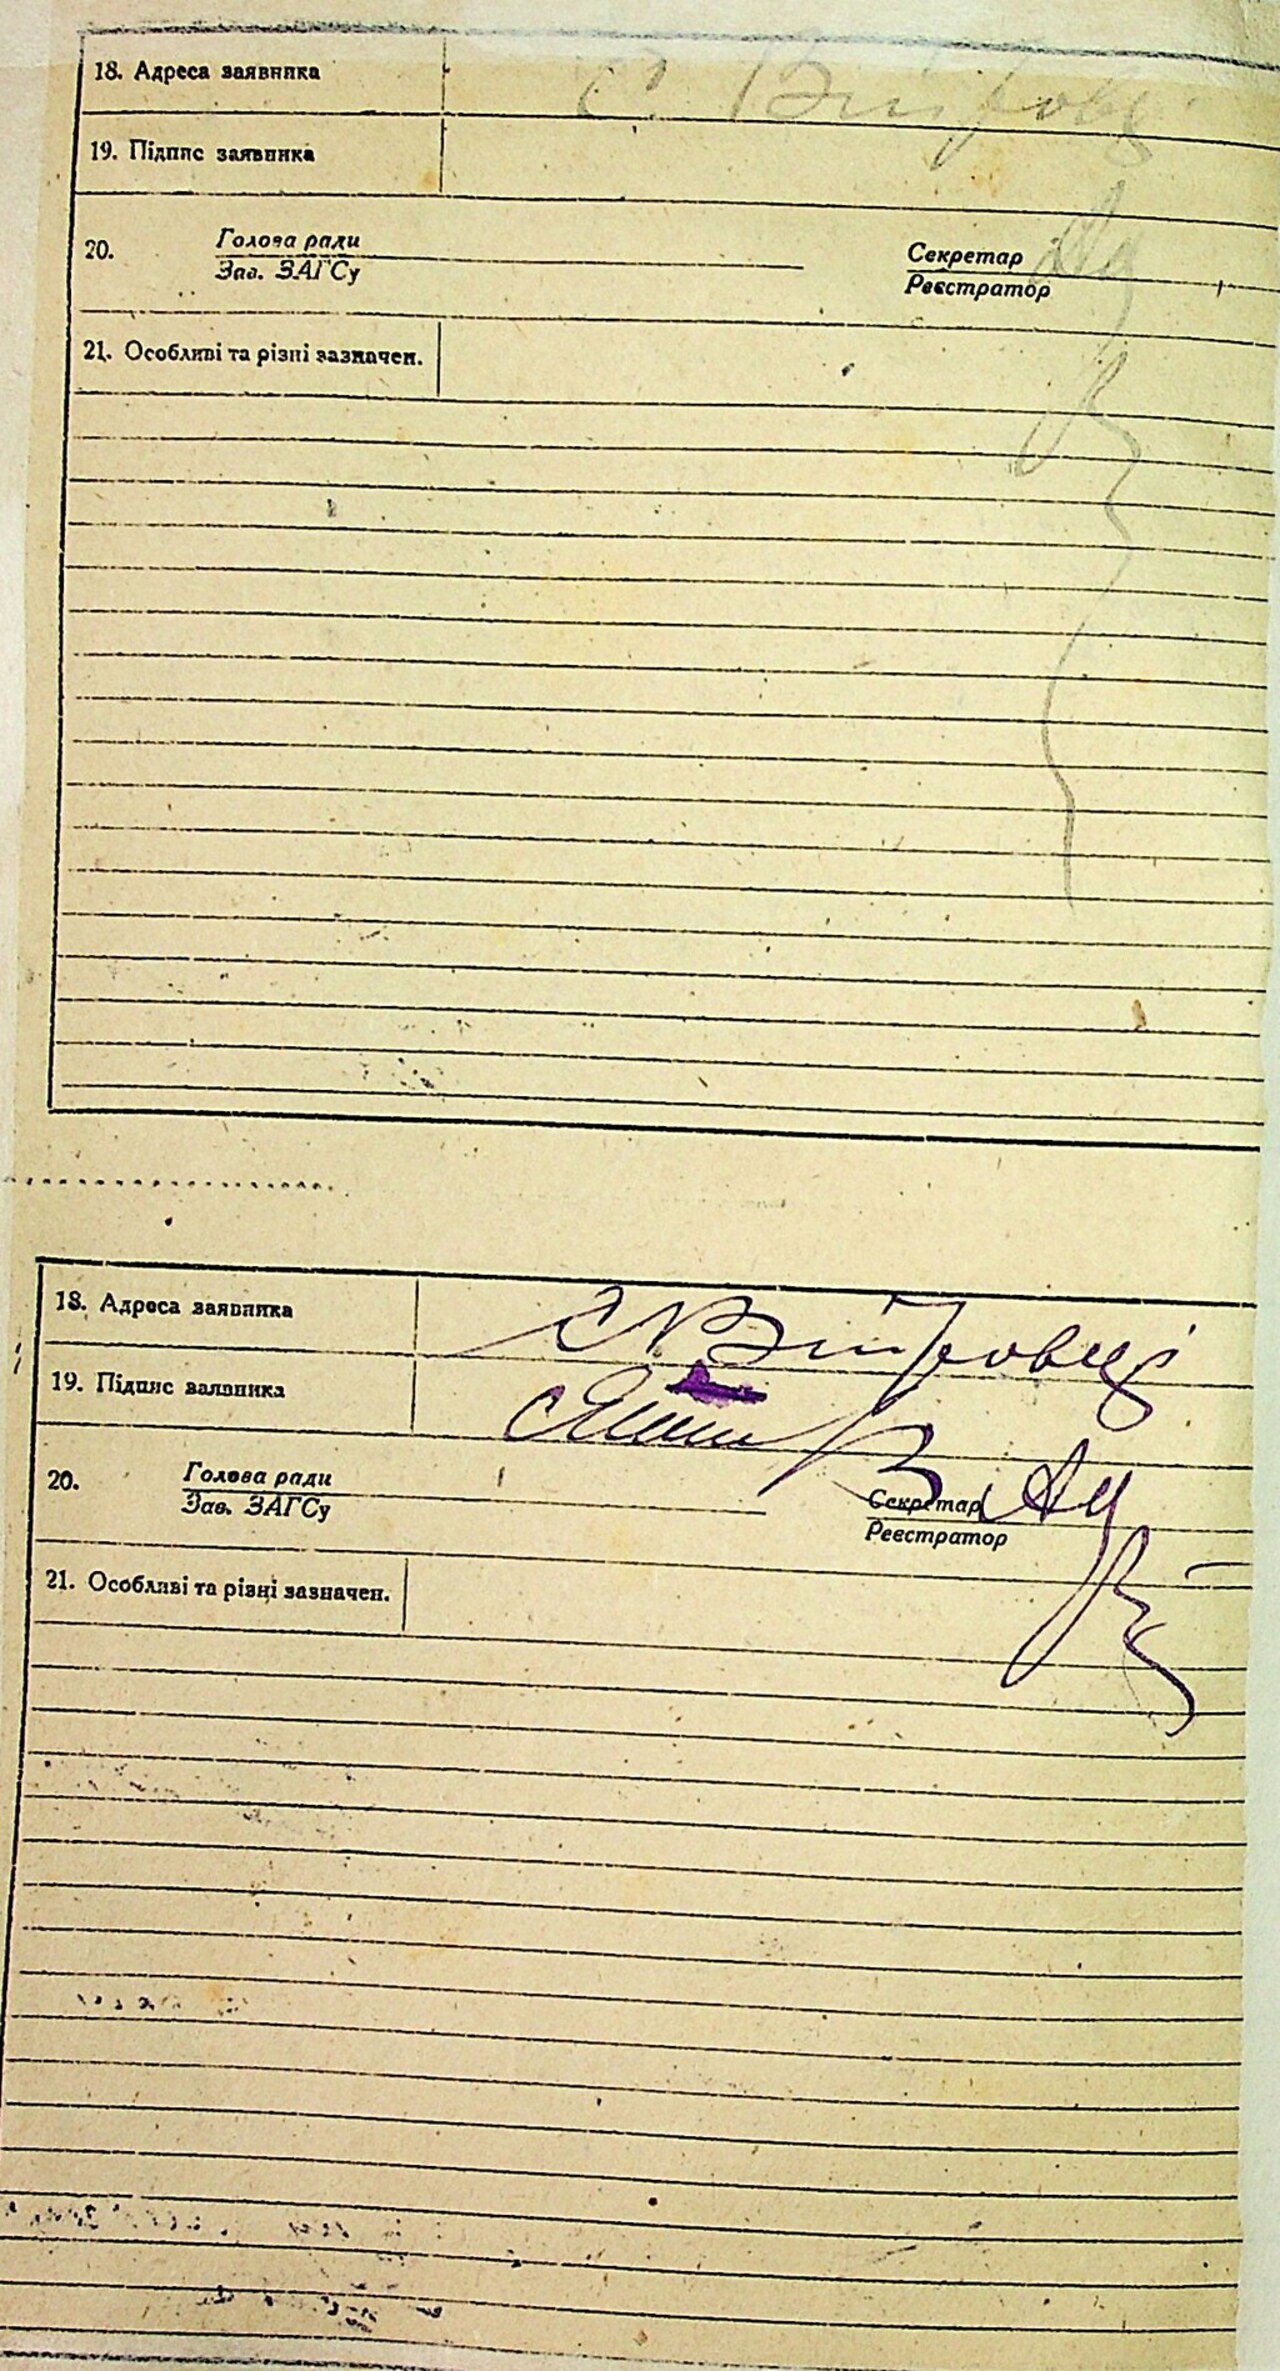 18. Адреса заявника с. Вітровці
19. Підпис заявника
20. Голова ради Секретар
Зав. ЗАГСу Реєстратор
21. Особливі та різні зазначен.
18. Адреса заявника с. Вітровці
19. Підпис заявника
20. Голова ради Секретар
Зав. ЗАГСу Реєстратор
21. Особливі та різні зазначен.